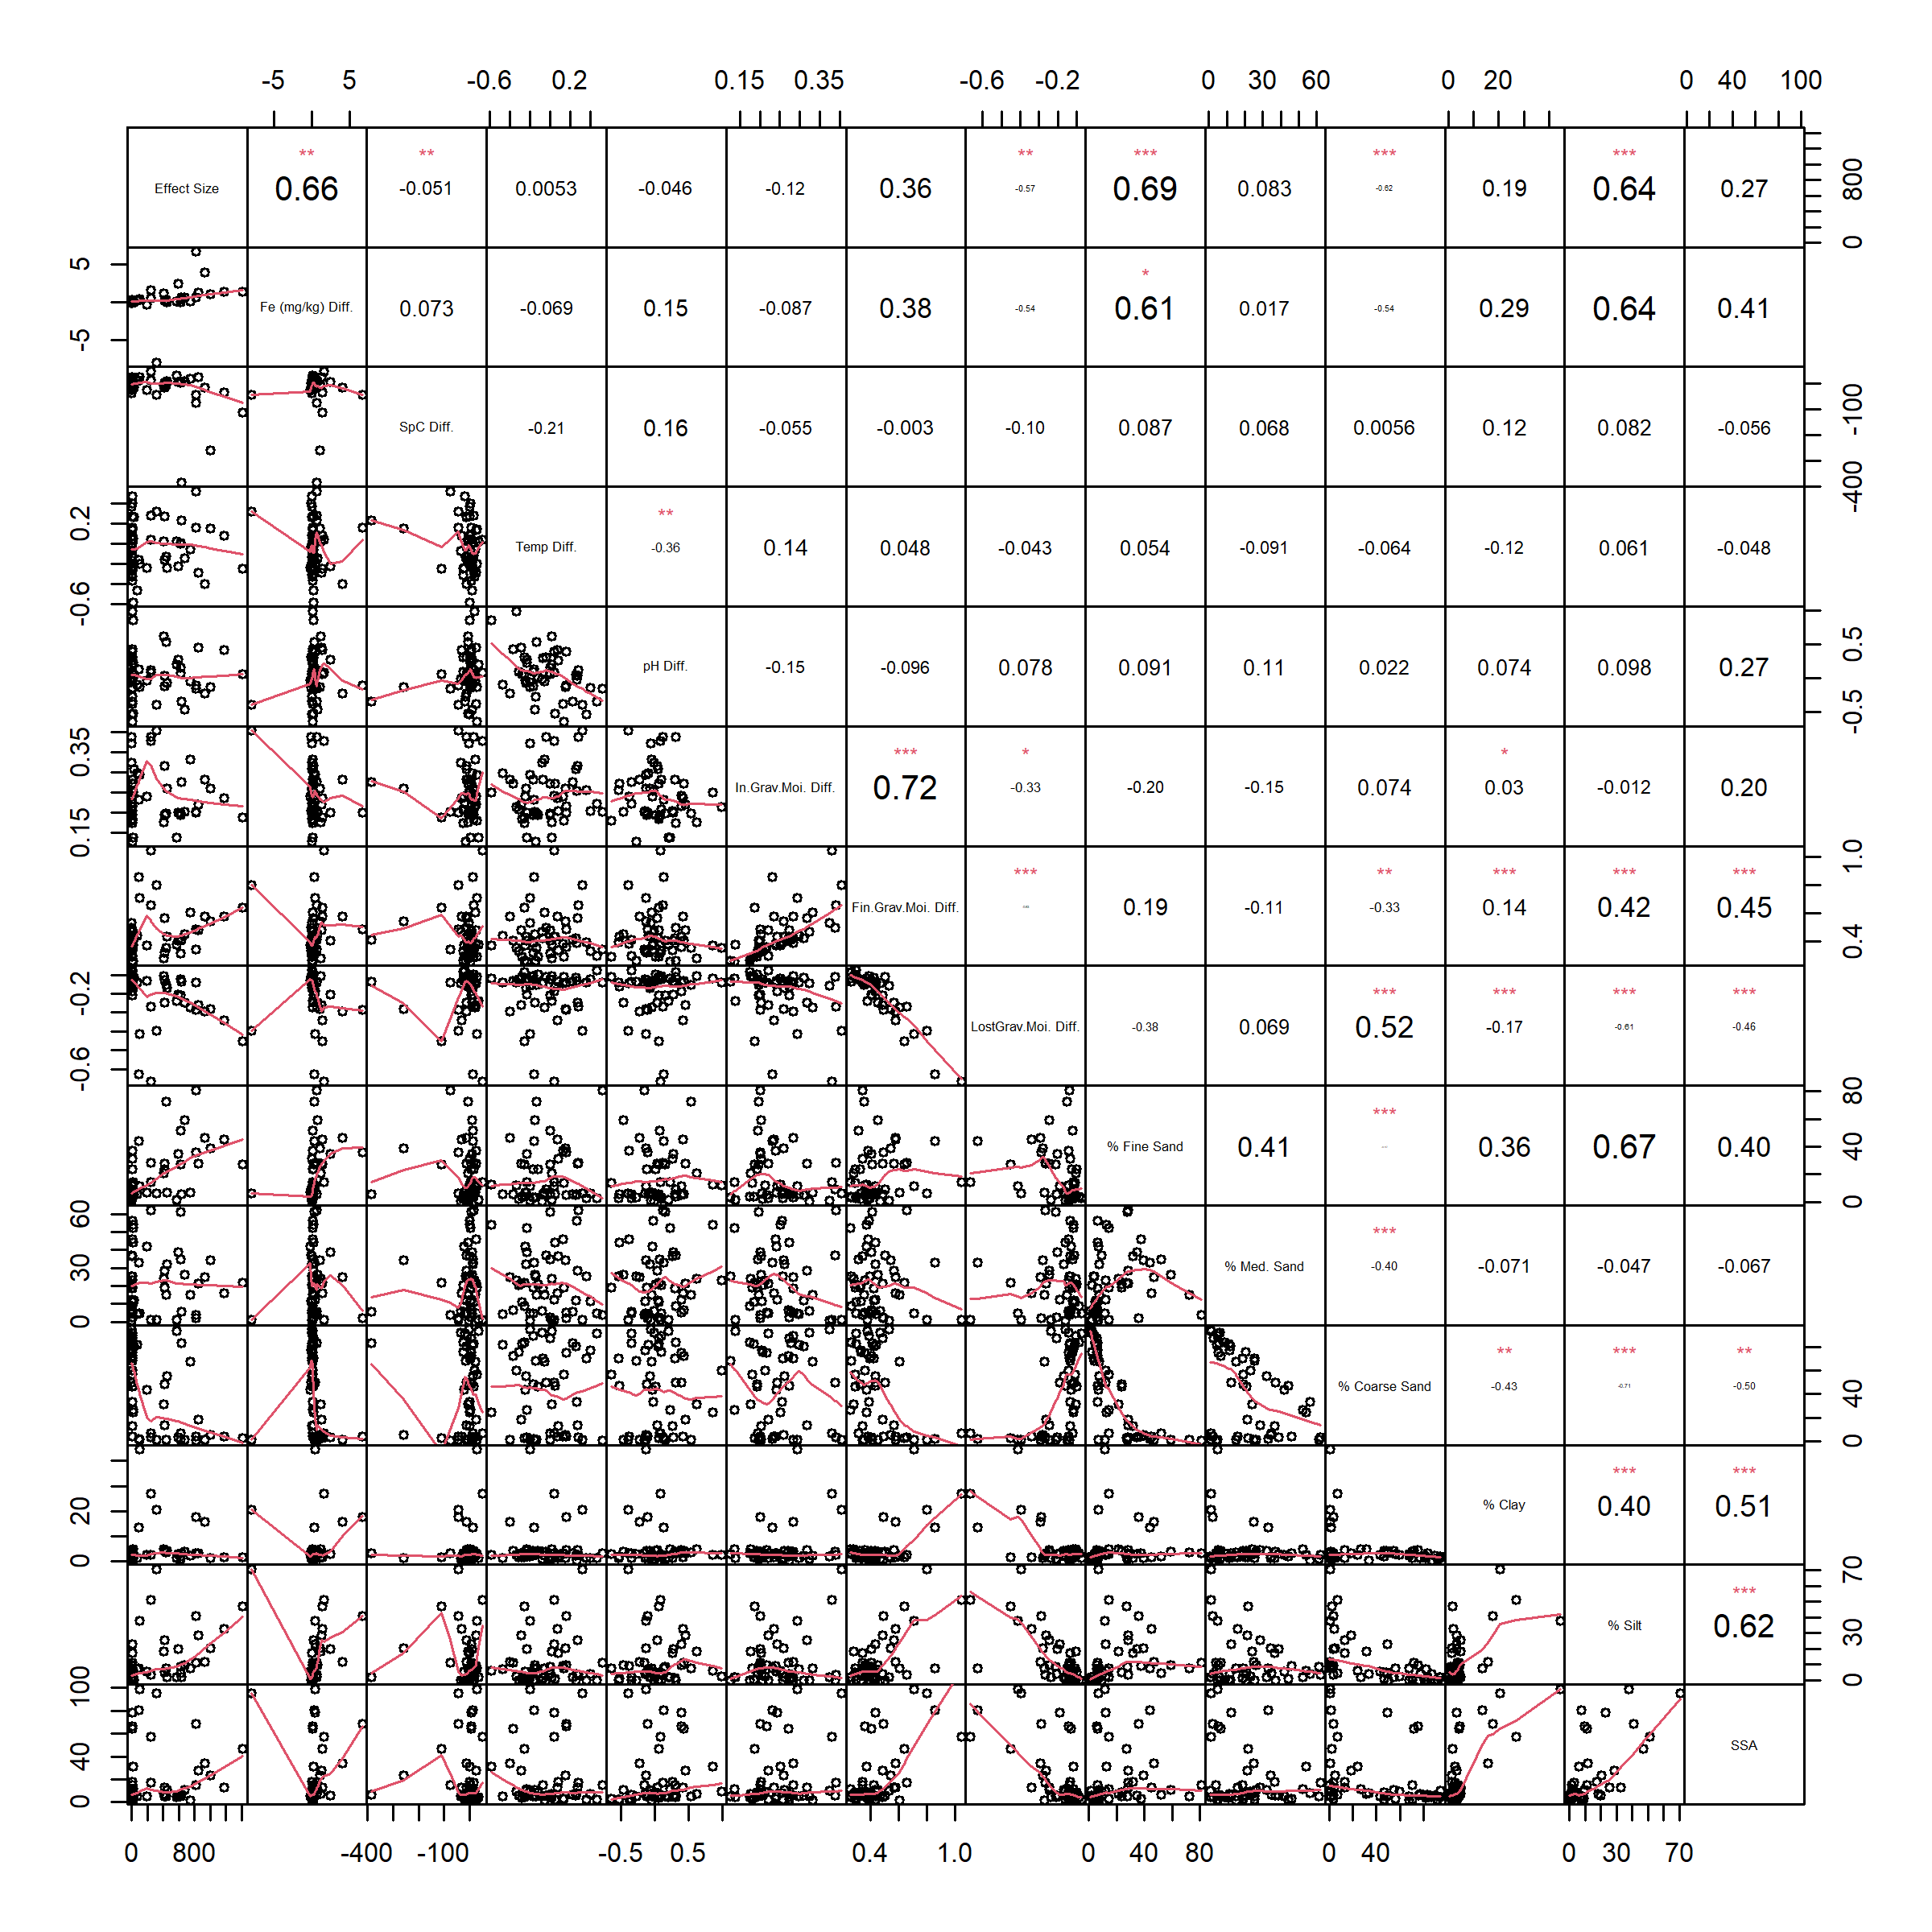 -5 5 -0.6 0.2 0.15 0.35 -0.6 -0.2 0 30 60 0 20 0 40 100
** ** ** *** *** ***
Effect Size 0.66 -0.051 0.0053 -0.046 -0.12 0.36 -0.57 0.69 0.083 -0.62 0.19 0.64 0.27 0 800
*
-5 5 Fe (mg/kg) Diff. 0.073 -0.069 0.15 -0.087 0.38 -0.54 0.61 0.017 -0.54 0.29 0.64 0.41
SpC Diff. -0.21 0.16 -0.055 -0.003 -0.10 0.087 0.068 0.0056 0.12 0.082 -0.056 -400 -100
**
-0.6 0.2 Temp Diff. -0.36 0.14 0.048 -0.043 0.054 -0.091 -0.064 -0.12 0.061 -0.048
pH Diff. -0.15 -0.096 0.078 0.091 0.11 0.022 0.074 0.098 0.27 -0.5 0.5
*** * *
0.15 0.35 In.Grav.Moi. Diff. 0.72 -0.33 -0.20 -0.15 0.074 0.03 -0.012 0.20
*** ** *** *** ***
Fin.Grav.Moi. Diff. 0.19 -0.11 -0.33 0.14 0.42 0.45 0.4 1.0
*** *** *** ***
-0.6 -0.2 LostGrav.Moi. Diff. -0.38 0.069 0.52 -0.17 -0.61 -0.46
***
% Fine Sand 0.41 0.36 0.67 0.40 0 40 80
***
0 30 60 % Med. Sand -0.40 -0.071 -0.047 -0.067
** *** **
% Coarse Sand -0.43 -0.71 -0.50 0 40
*** ***
0 20 % Clay 0.40 0.51
***
% Silt 0.62 0 30 70
0 40 100 SSA
0 800 -400 -100 -0.5 0.5 0.4 1.0 0 40 80 0 40 0 30 70